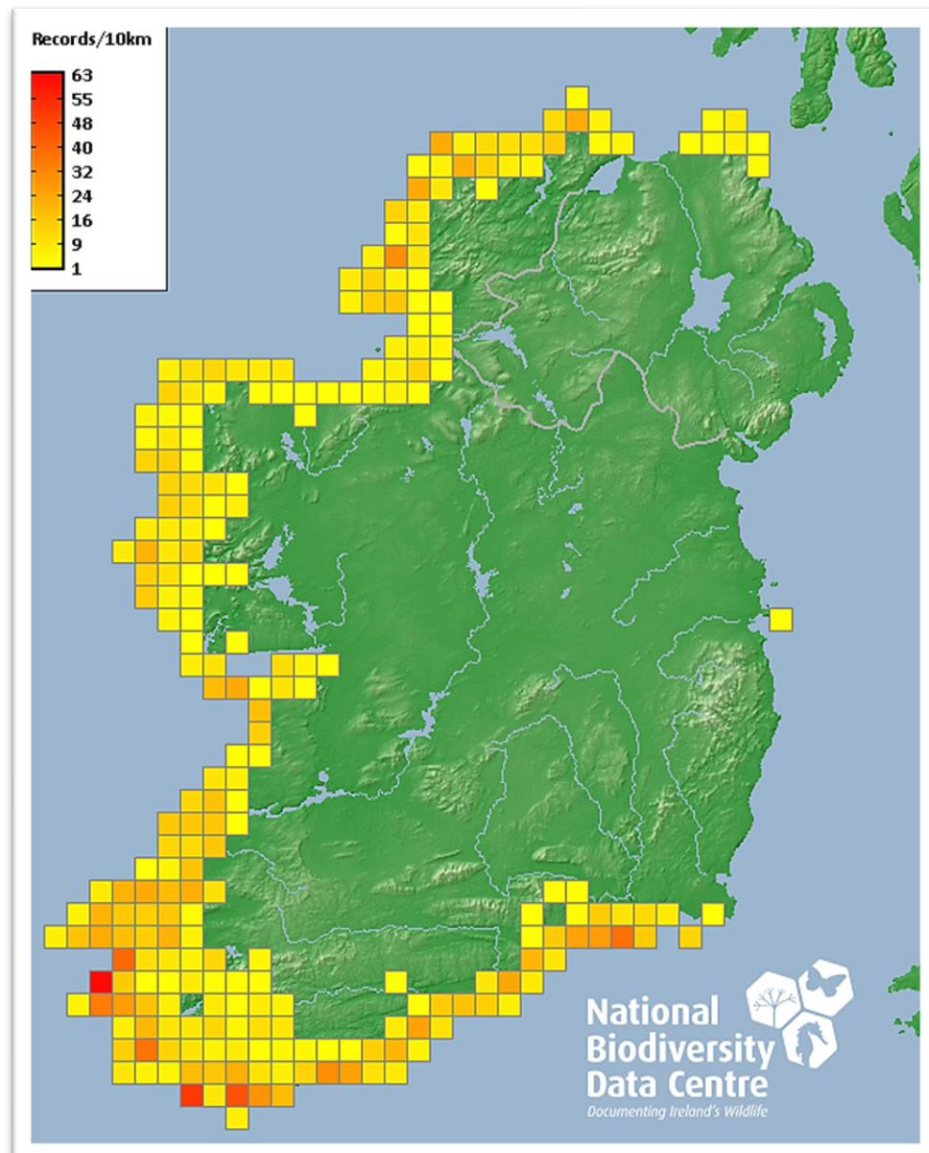 Records/10km
63
55
48
40
32
24
16
9
1
National
Biodiversity
Data Centre
Documenting Ireland's Wildlife